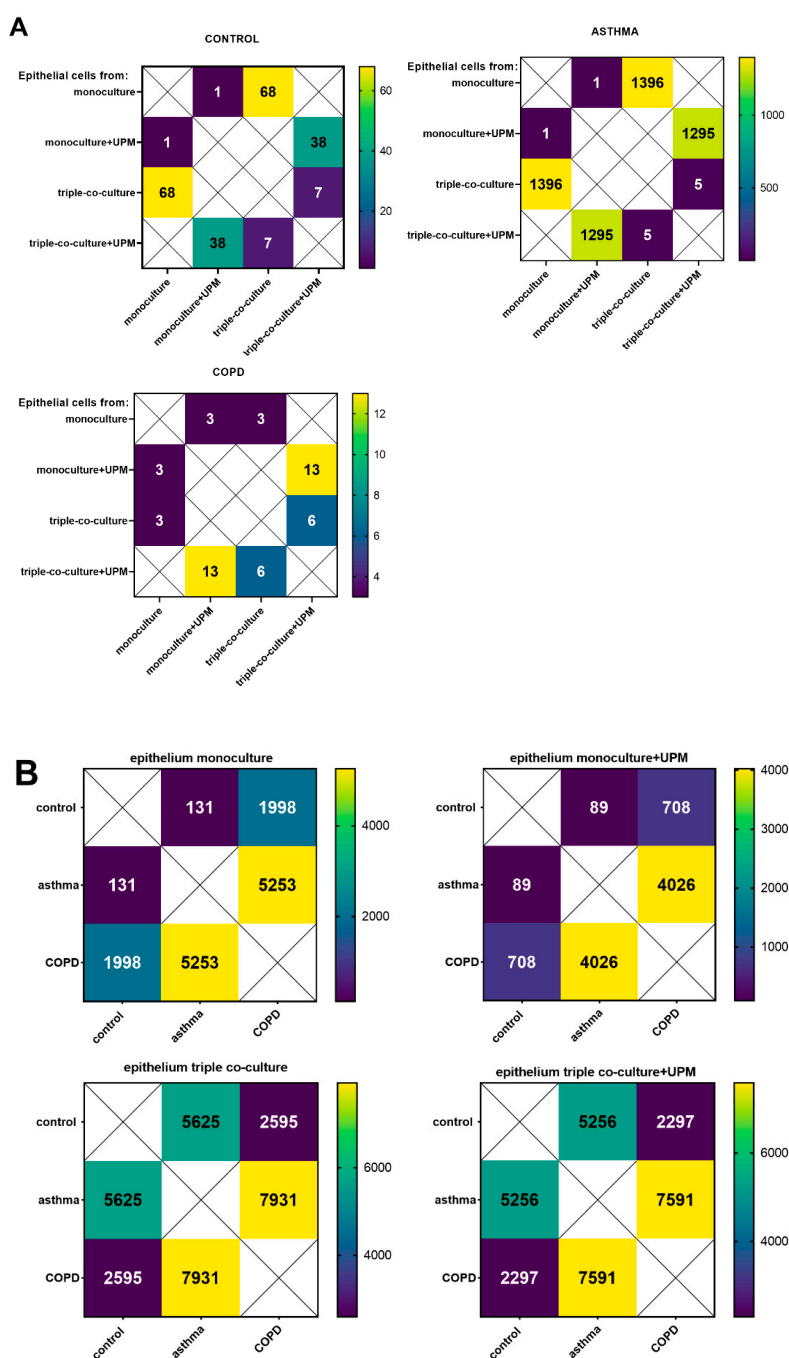 A
CONTROL
Epithelial cells from:
monoculture
1 68
monoculture+UPM
1 38
triple-co-culture
68 7
triple-co-culture+UPM
38 7
60
40
20
monoculture
monoculture+UPM
triple-co-culture
triple-co-culture+UPM
ASTHMA
Epithelial cells from:
monoculture
1 1396
monoculture+UPM
1 1295
triple-co-culture
1396 5
triple-co-culture+UPM
1295 5
1000
500
monoculture
monoculture+UPM
triple-co-culture
triple-co-culture+UPM
COPD
Epithelial cells from:
monoculture
3 3
monoculture+UPM
3 13
triple-co-culture
3 6
triple-co-culture+UPM
13 6
12
10
8
6
4
monoculture
monoculture+UPM
triple-co-culture
triple-co-culture+UPM
B
epithelium monoculture
control
131 1998
asthma
131 5253
COPD
1998 5253
4000
2000
control
asthma
COPD
epithelium monoculture+UPM
control
89 708
asthma
89 4026
COPD
708 4026
4000
3000
2000
1000
control
asthma
COPD
epithelium triple co-culture
control
5625 2595
asthma
5625 7931
COPD
2595 7931
6000
4000
control
asthma
COPD
epithelium triple co-culture+UPM
control
5256 2297
asthma
5256 7591
COPD
2297 7591
6000
4000
control
asthma
COPD